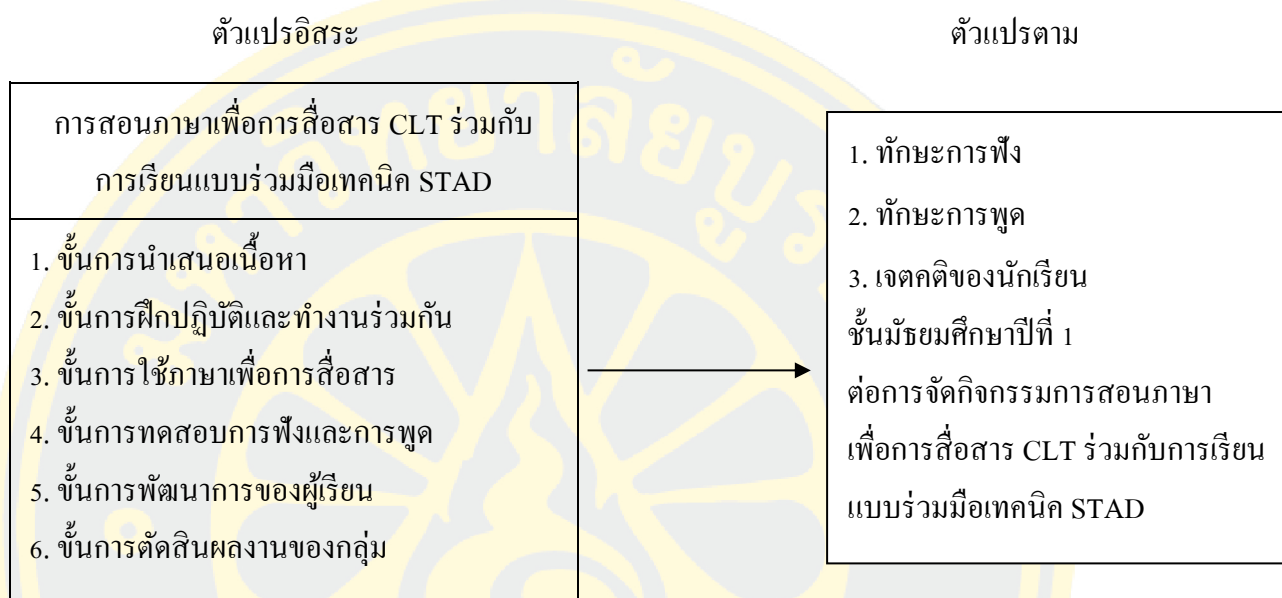 ตัวแปรอิสระ
ตัวแปรตาม
การสอนภาษาเพื่อการสื่อสาร CLT ร่วมกับ
การเรียนแบบร่วมมือเทคนิค STAD
1. ขั้นการนำเสนอเนื้อหา
2. ขั้นการฝึกปฏิบัติและทำงานร่วมกัน
3. ขั้นการใช้ภาษาเพื่อการสื่อสาร
4. ขั้นการทดสอบการฟังและการพูด
5. ขั้นการพัฒนาการของผู้เรียน
6. ขั้นการตัดสินผลงานของกลุ่ม
1. ทักษะการฟัง
2. ทักษะการพูด
3. เจตคติของนักเรียน
ชั้นมัธยมศึกษาปีที่ 1
ต่อการจัดกิจกรรมการสอนภาษา
เพื่อการสื่อสาร CLT ร่วมกับการเรียน
แบบร่วมมือเทคนิค STAD